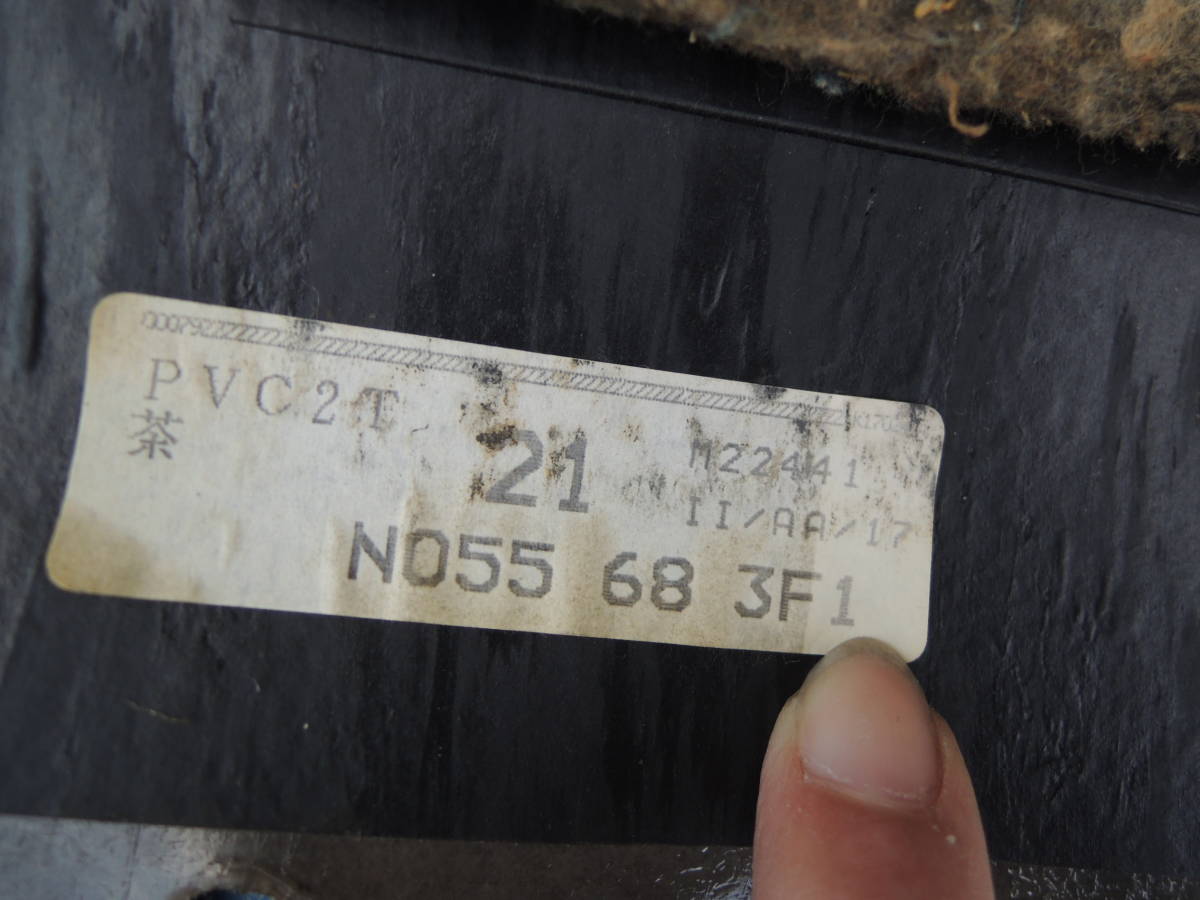 PVC2T
茶
21
M22441
II/AA/17
N055 68 3F1